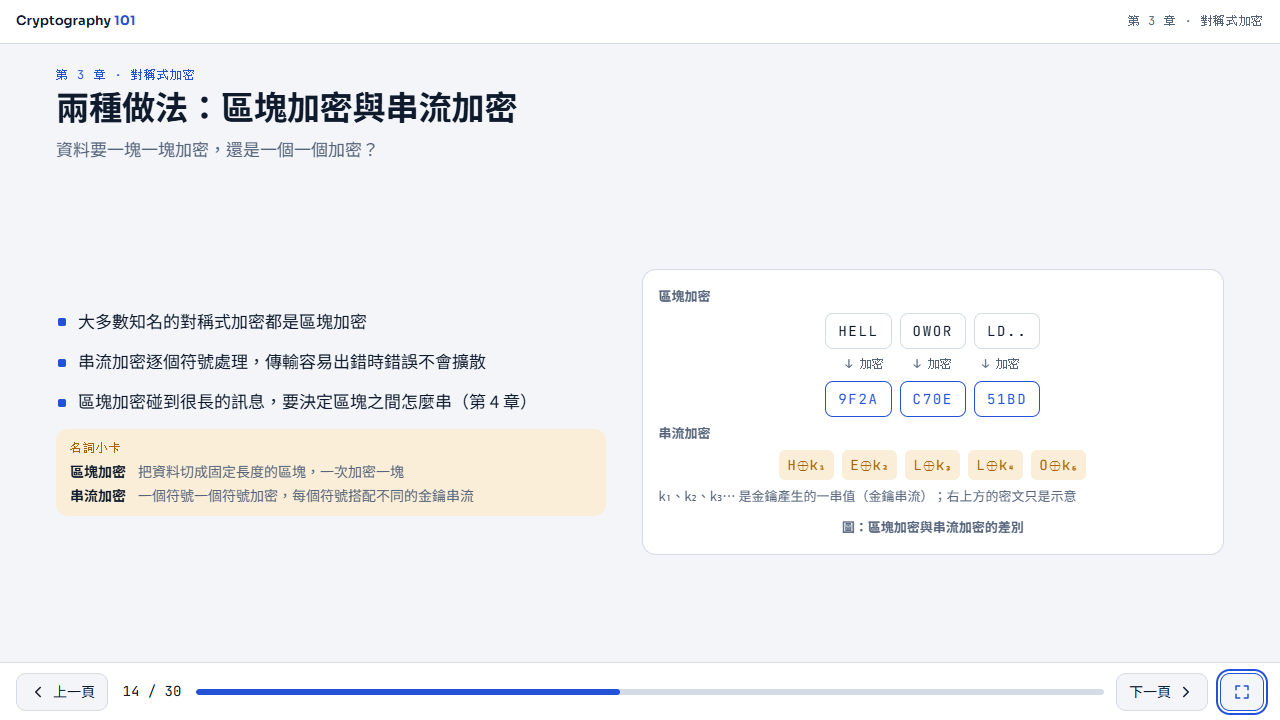 Cryptography 101
第 3 章 · 對稱式加密
第 3 章 · 對稱式加密
兩種做法：區塊加密與串流加密
資料要一塊一塊加密，還是一個一個加密？
大多數知名的對稱式加密都是區塊加密
串流加密逐個符號處理，傳輸容易出錯時錯誤不會擴散
區塊加密碰到很長的訊息，要決定區塊之間怎麼串（第 4 章）
名詞小卡
區塊加密 把資料切成固定長度的區塊，一次加密一塊
串流加密 一個符號一個符號加密，每個符號搭配不同的金鑰串流
區塊加密
HELL OWOR LD..
↓ 加密 ↓ 加密 ↓ 加密
9F2A C70E 51BD
串流加密
H⊕k₁ E⊕k₂ L⊕k₃ L⊕k₄ O⊕k₅
k₁、k₂、k₃… 是金鑰產生的一串值（金鑰串流）；右上方的密文只是示意
圖：區塊加密與串流加密的差別
上一頁 14 / 30 下一頁